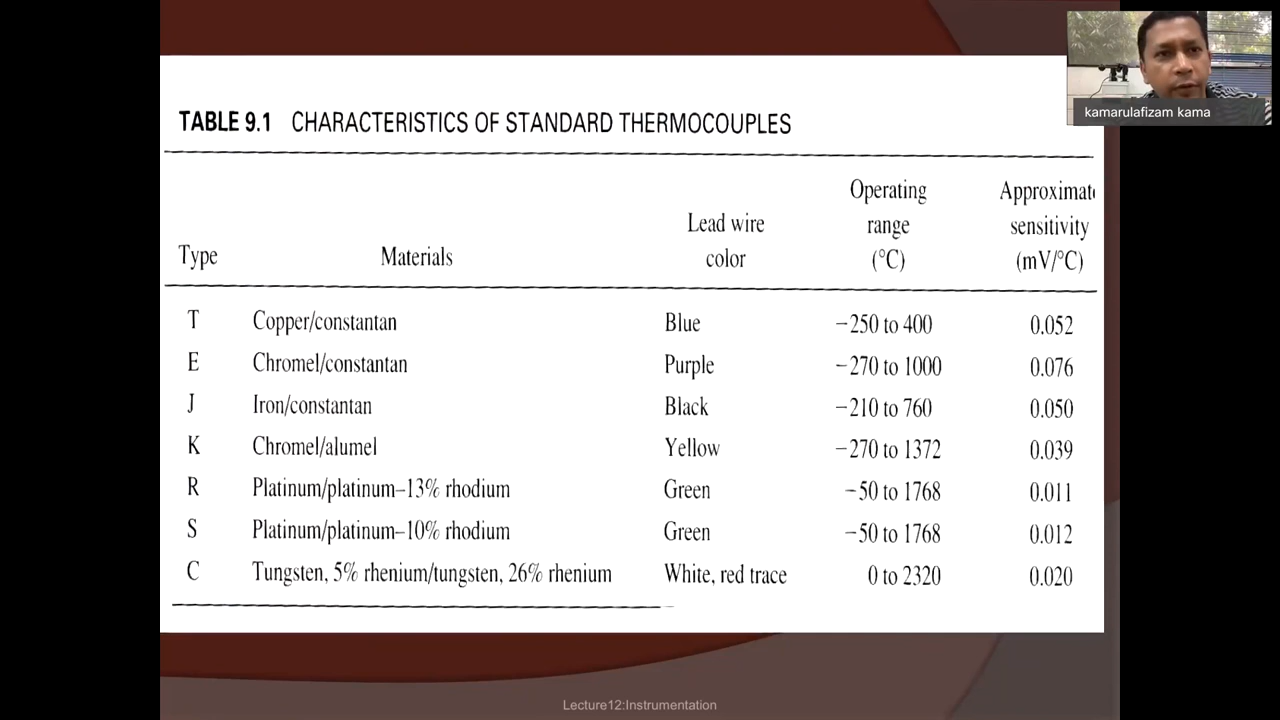 kamarulafizam kama
TABLE 9.1 CHARACTERISTICS OF STANDARD THERMOCOUPLES
Type Materials Lead wire color Operating range (°C) Approximate sensitivity (mV/°C)
T Copper/constantan Blue −250 to 400 0.052
E Chromel/constantan Purple −270 to 1000 0.076
J Iron/constantan Black −210 to 760 0.050
K Chromel/alumel Yellow −270 to 1372 0.039
R Platinum/platinum–13% rhodium Green −50 to 1768 0.011
S Platinum/platinum–10% rhodium Green −50 to 1768 0.012
C Tungsten, 5% rhenium/tungsten, 26% rhenium White, red trace 0 to 2320 0.020
Lecture12:Instrumentation